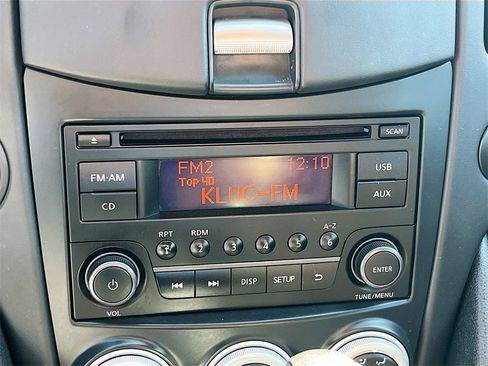 SCAN
FM2 12:10
Top 40
KLUC-FM
FM·AM
CD
USB
AUX
RPT RDM A-Z
1 2 3 4 5 6
DISP SETUP
ENTER
VOL
TUNE/MENU